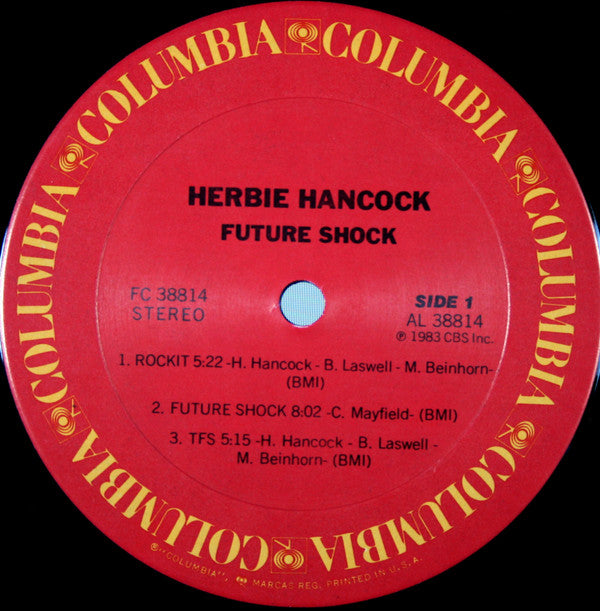 COLUMBIA COLUMBIA COLUMBIA COLUMBIA COLUMBIA COLUMBIA COLUMBIA
HERBIE HANCOCK
FUTURE SHOCK
FC 38814
STEREO
SIDE 1
AL 38814
℗ 1983 CBS Inc.
1. ROCKIT 5:22 -H. Hancock - B. Laswell - M. Beinhorn-
(BMI)
2. FUTURE SHOCK 8:02 -C. Mayfield- (BMI)
3. TFS 5:15 -H. Hancock - B. Laswell -
M. Beinhorn- (BMI)
"COLUMBIA", MARCAS REG. PRINTED IN U.S.A.